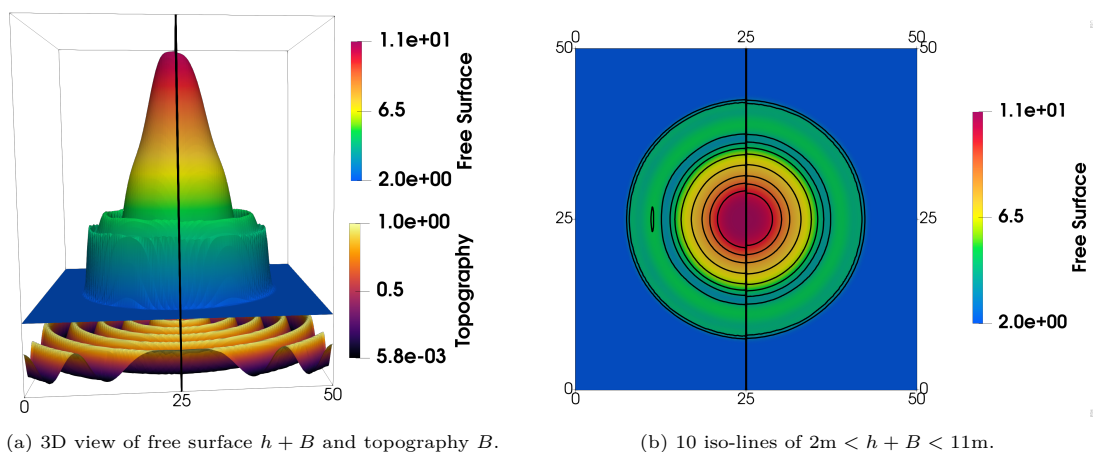 1.1e+01
6.5
2.0e+00
Free Surface
1.0e+00
0.5
5.8e-03
Topography
0
25
50
(a) 3D view of free surface h + B and topography B.
0
25
50
50
50
25
25
0
0
0
25
50
1.1e+01
6.5
2.0e+00
Free Surface
(b) 10 iso-lines of 2m < h + B < 11m.